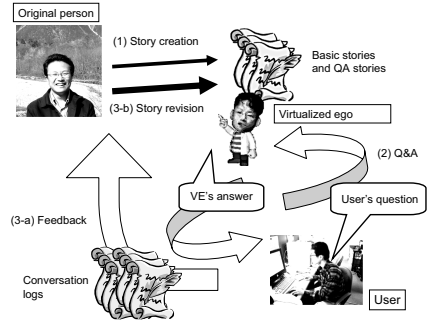 Original person
(1) Story creation
Basic stories
and QA stories
(3-b) Story revision
Virtualized ego
(2) Q&A
VE's answer
User's question
(3-a) Feedback
Conversation
logs
User